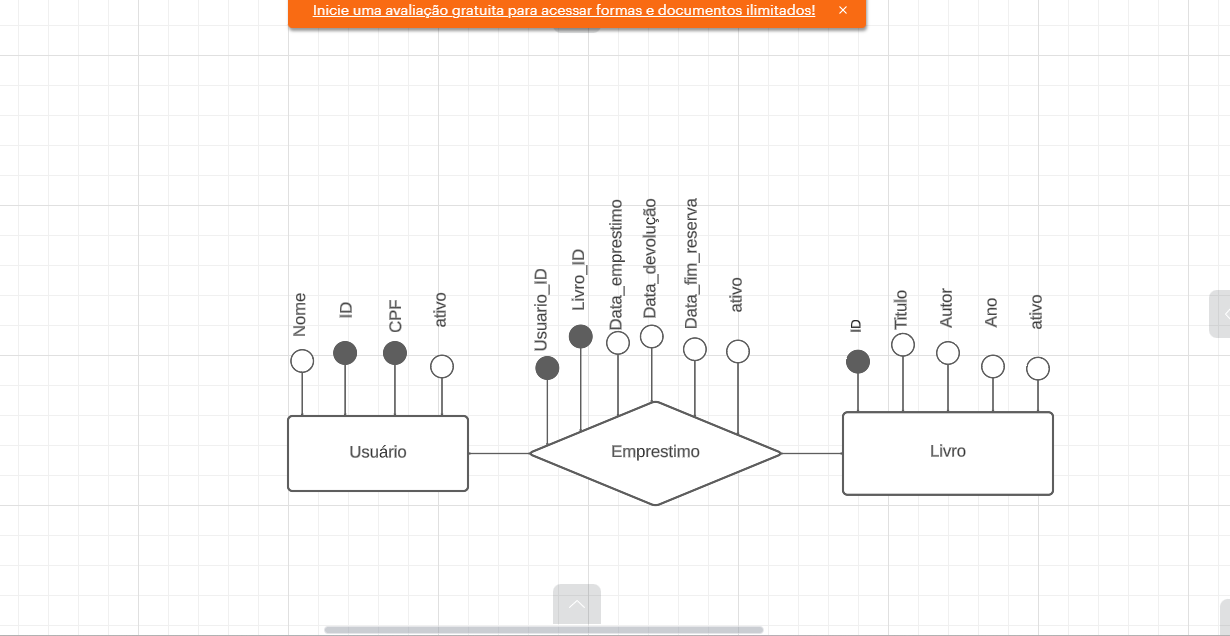 Inicie uma avaliação gratuita para acessar formas e documentos ilimitados!
Nome
ID
CPF
ativo
Usuario_ID
Livro_ID
Data_emprestimo
Data_devolução
Data_fim_reserva
ativo
ID
Titulo
Autor
Ano
ativo
Usuário
Emprestimo
Livro